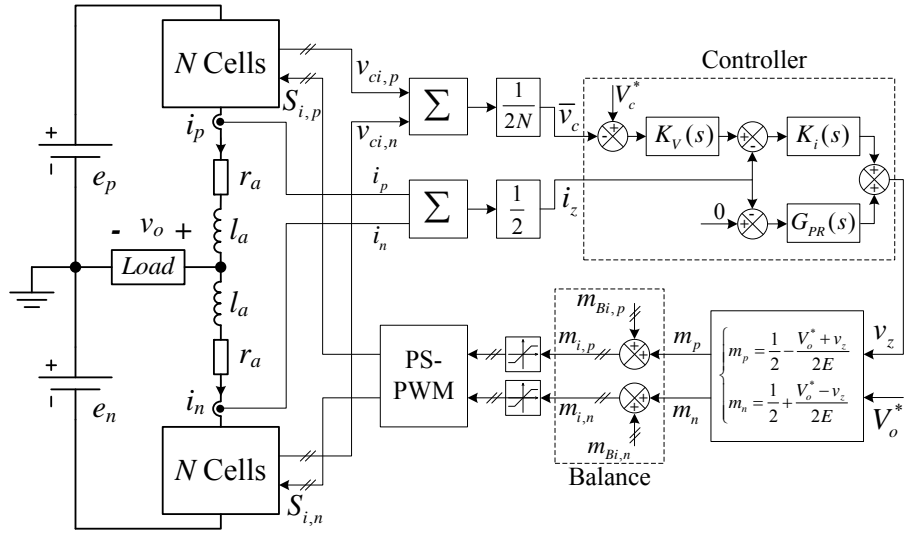 N Cells
S_{i,p}
v_{ci,p}
v_{ci,n}
Σ
1/2N
v̄_c
V_c^*
Controller
+
-
K_V(s)
+
-
K_i(s)
+
+
i_p
i_p
i_n
Σ
1/2
i_z
0
+
-
G_{PR}(s)
+
-
e_p
r_a
l_a
- v_o +
Load
l_a
r_a
+
-
e_n
i_n
N Cells
S_{i,n}
PS-
PWM
m_{Bi,p}
m_{i,p}
+
+
m_p
m_{i,n}
+
+
m_n
m_{Bi,n}
Balance
{ m_p = 1/2 - (V_o^* + v_z)/2E
m_n = 1/2 + (V_o^* - v_z)/2E
v_z
V_o^*